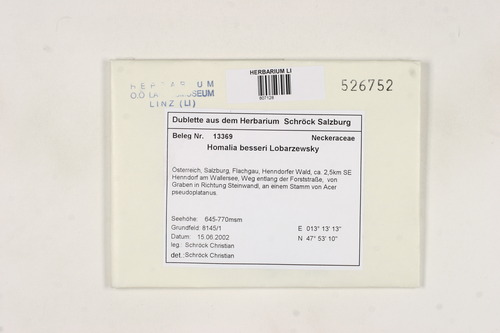 HERBARIUM
O.Ö LANDESMUSEUM
LINZ (LI)
HERBARIUM LI
607128
526752
Dublette aus dem Herbarium Schröck Salzburg
Beleg Nr. 13369 Neckeraceae
Homalia besseri Lobarzewsky
Österreich, Salzburg, Flachgau, Henndorfer Wald, ca. 2,5km SE
Henndorf am Wallersee, Weg entlang der Forststraße, von
Graben in Richtung Steinwandl, an einem Stamm von Acer
pseudoplatanus.
Seehöhe: 645-770msm
Grundfeld: 8145/1 E 013° 13' 13"
Datum: 15.06.2002 N 47° 53' 10"
leg.: Schröck Christian
det.: Schröck Christian